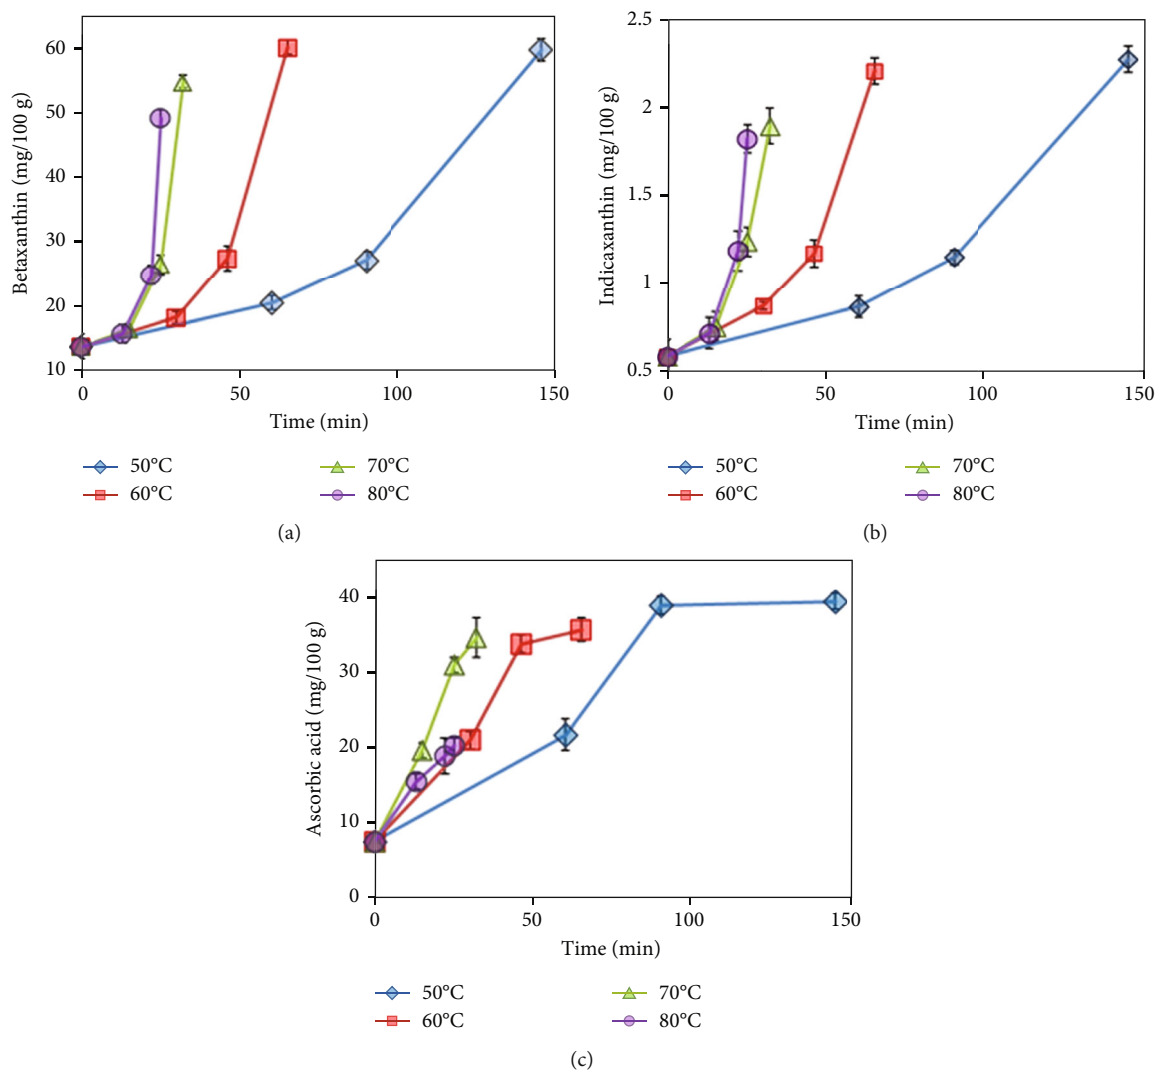 Betaxanthin (mg/100 g)
60
50
40
30
20
10
0 50 100 150
Time (min)
50°C 70°C
60°C 80°C
(a)
Indicaxanthin (mg/100 g)
2.5
2
1.5
1
0.5
0 50 100 150
Time (min)
50°C 70°C
60°C 80°C
(b)
Ascorbic acid (mg/100 g)
40
30
20
10
0
0 50 100 150
Time (min)
50°C 70°C
60°C 80°C
(c)